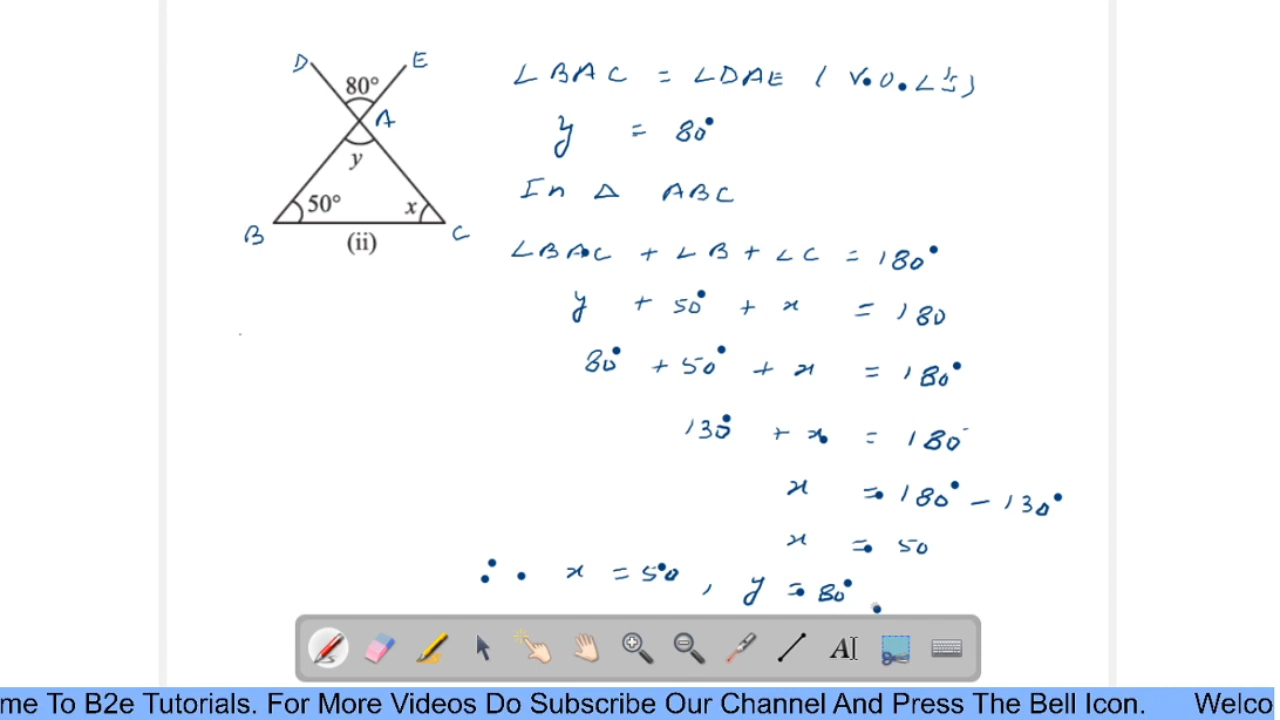 D E
80°
A
y
50° x
B C
(ii)
∠BAC = ∠DAE (V.O.∠'s)
y = 80°
In △ ABC
∠BAC + ∠B + ∠C = 180°
y + 50° + x = 180
80° + 50° + x = 180°
130° + x = 180°
x = 180° - 130°
x = 50
∴ x = 50, y = 80°.
AI
me To B2e Tutorials. For More Videos Do Subscribe Our Channel And Press The Bell Icon. Welco